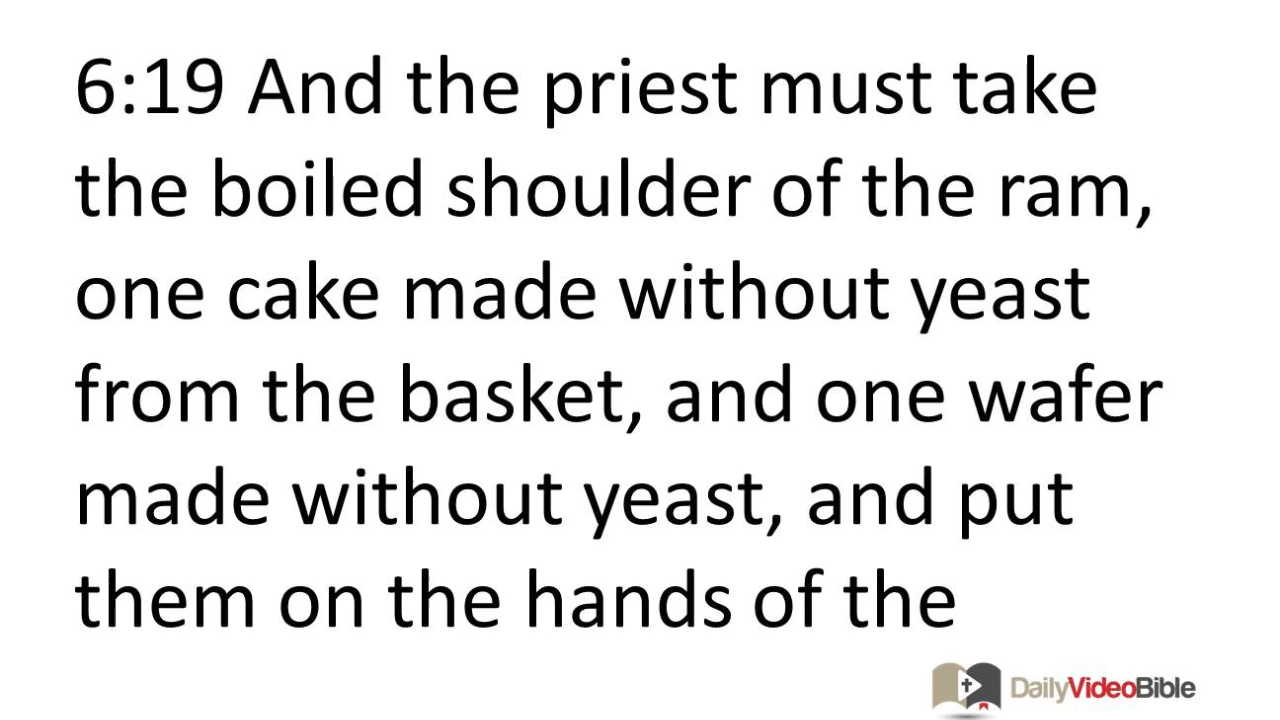 6:19 And the priest must take
the boiled shoulder of the ram,
one cake made without yeast
from the basket, and one wafer
made without yeast, and put
them on the hands of the
DailyVideoBible